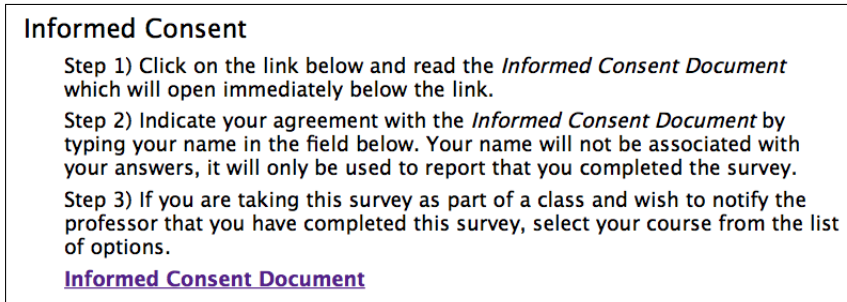 Informed Consent
Step 1) Click on the link below and read the Informed Consent Document
which will open immediately below the link.
Step 2) Indicate your agreement with the Informed Consent Document by
typing your name in the field below. Your name will not be associated with
your answers, it will only be used to report that you completed the survey.
Step 3) If you are taking this survey as part of a class and wish to notify the
professor that you have completed this survey, select your course from the list
of options.
Informed Consent Document